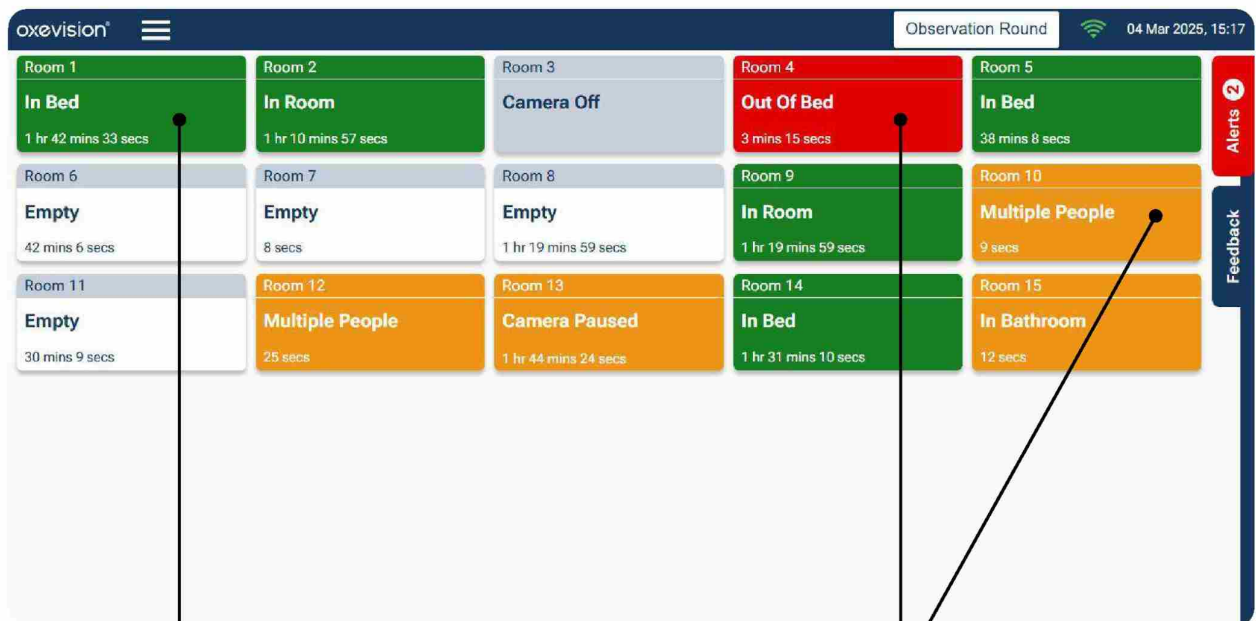 oxevision
Observation Round
04 Mar 2025, 15:17
Room 1
In Bed
1 hr 42 mins 33 secs
Room 2
In Room
1 hr 10 mins 57 secs
Room 3
Camera Off
Room 4
Out Of Bed
3 mins 15 secs
Room 5
In Bed
38 mins 8 secs
Room 6
Empty
42 mins 6 secs
Room 7
Empty
8 secs
Room 8
Empty
1 hr 19 mins 59 secs
Room 9
In Room
1 hr 19 mins 59 secs
Room 10
Multiple People
9 secs
Room 11
Empty
30 mins 9 secs
Room 12
Multiple People
25 secs
Room 13
Camera Paused
1 hr 44 mins 24 secs
Room 14
In Bed
1 hr 31 mins 10 secs
Room 15
In Bathroom
12 secs
Alerts 2
Feedback